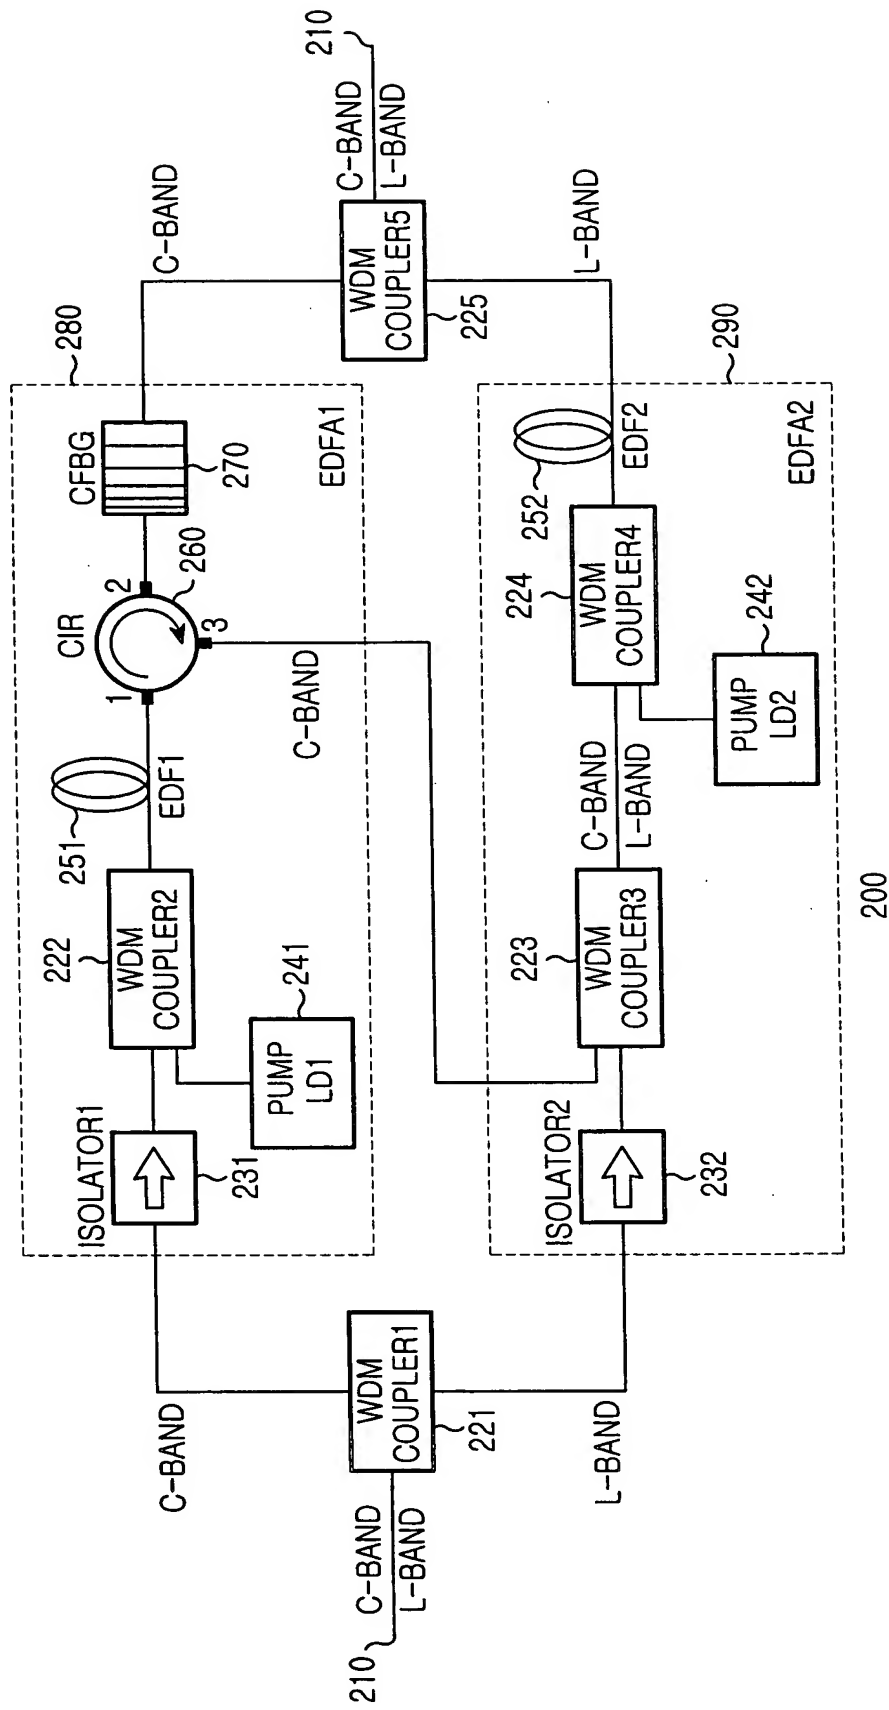 280
C-BAND
ISOLATOR1
231
222
WDM
COUPLER2
PUMP
LD1
241
251
EDF1
CIR
1
2
3
260
CFBG
270
EDFA1
C-BAND
C-BAND
210
C-BAND
L-BAND
WDM
COUPLER1
221
C-BAND
WDM
COUPLER5
225
C-BAND
L-BAND
210
L-BAND
290
L-BAND
ISOLATOR2
232
223
WDM
COUPLER3
C-BAND
L-BAND
224
WDM
COUPLER4
PUMP
LD2
242
252
EDF2
EDFA2
200